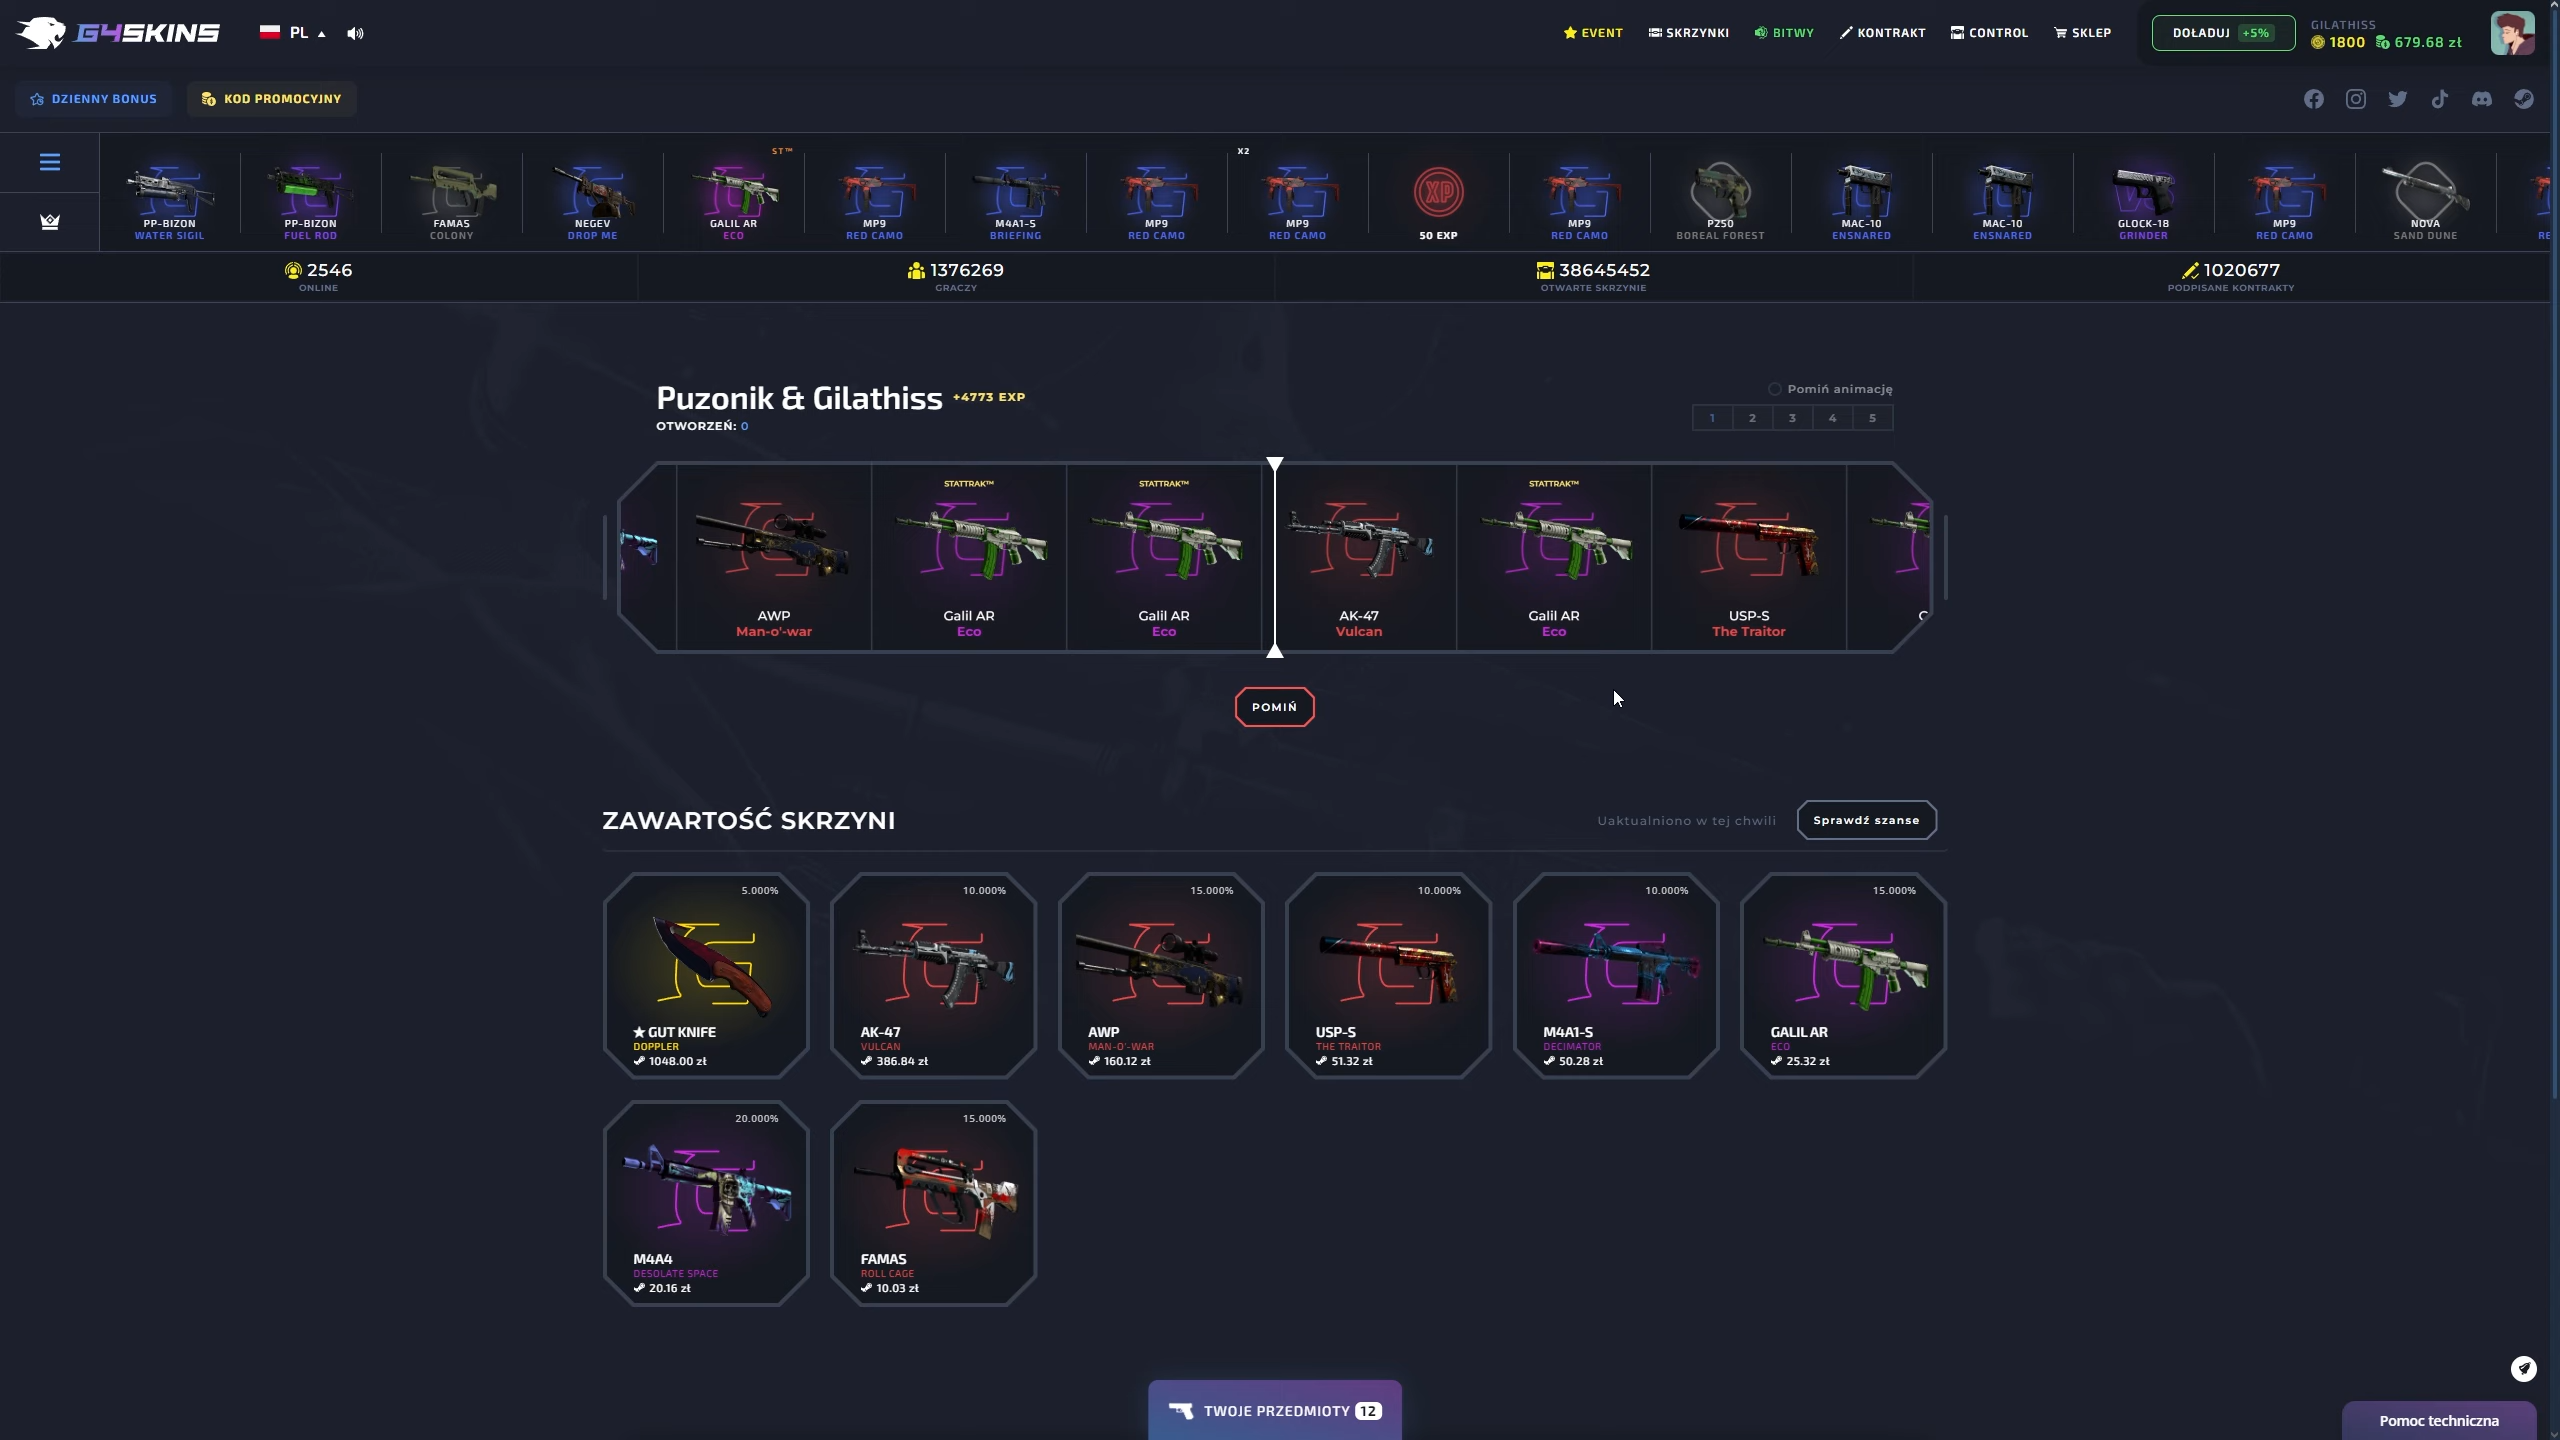 G4SKINS
PL
EVENT
SKRZYNKI
BITWY
KONTRAKT
CONTROL
SKLEP
DOŁADUJ +5%
GILATHISS
1800 679.68 zł
DZIENNY BONUS
KOD PROMOCYJNY
PP-BIZON
WATER SIGIL
PP-BIZON
FUEL ROD
FAMAS
COLONY
NEGEV
DROP ME
ST™
GALIL AR
ECO
MP9
RED CAMO
M4A1-S
BRIEFING
MP9
RED CAMO
X2
MP9
RED CAMO
XP
50 EXP
MP9
RED CAMO
P250
BOREAL FOREST
MAC-10
ENSNARED
MAC-10
ENSNARED
GLOCK-18
GRINDER
MP9
RED CAMO
NOVA
SAND DUNE
RE
2546
ONLINE
1376269
GRACZY
38645452
OTWARTE SKRZYNIE
1020677
PODPISANE KONTRAKTY
Puzonik & Gilathiss +4773 EXP
OTWORZEŃ: 0
Pomiń animację
1 2 3 4 5
AWP
Man-o'-war
STATTRAK™
Galil AR
Eco
STATTRAK™
Galil AR
Eco
AK-47
Vulcan
STATTRAK™
Galil AR
Eco
USP-S
The Traitor
POMIŃ
ZAWARTOŚĆ SKRZYNI
Uaktualniono w tej chwili
Sprawdź szanse
5.000%
★ GUT KNIFE
DOPPLER
1048.00 zł
10.000%
AK-47
VULCAN
386.84 zł
15.000%
AWP
MAN-O'-WAR
160.12 zł
10.000%
USP-S
THE TRAITOR
51.32 zł
10.000%
M4A1-S
DECIMATOR
50.28 zł
15.000%
GALIL AR
ECO
25.32 zł
20.000%
M4A4
DESOLATE SPACE
20.16 zł
15.000%
FAMAS
ROLL CAGE
10.03 zł
TWOJE PRZEDMIOTY 12
Pomoc techniczna